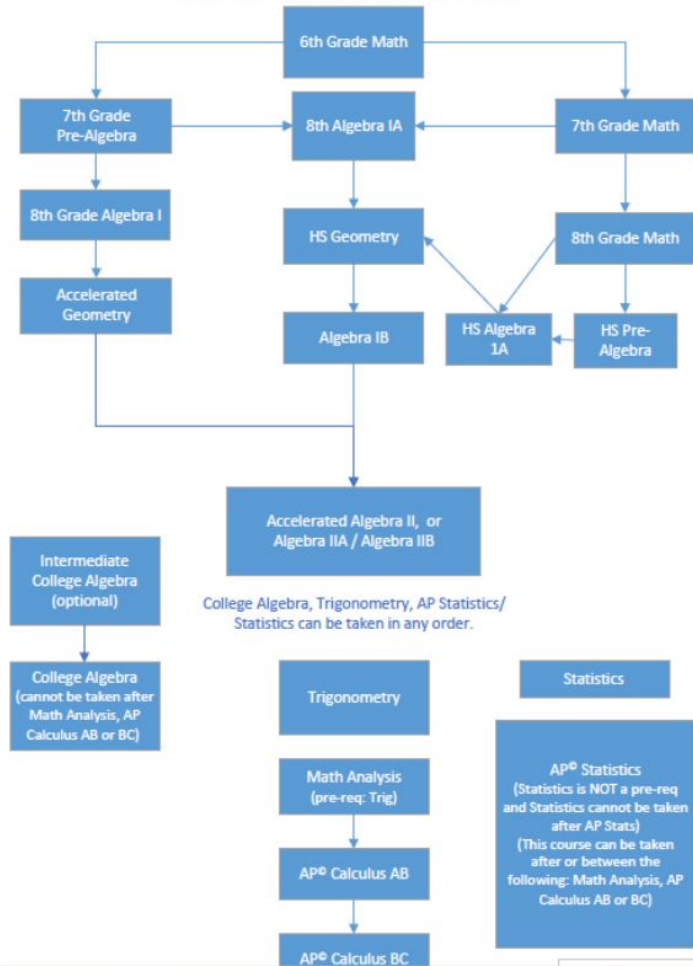 6th Grade Math
7th Grade
Pre-Algebra
8th Algebra IA
7th Grade Math
8th Grade Algebra I
HS Geometry
8th Grade Math
Accelerated
Geometry
Algebra IB
HS Algebra
1A
HS Pre-
Algebra
Accelerated Algebra II, or
Algebra IIA / Algebra IIB
Intermediate
College Algebra
(optional)
College Algebra, Trigonometry, AP Statistics/
Statistics can be taken in any order.
College Algebra
(cannot be taken after
Math Analysis, AP
Calculus AB or BC)
Trigonometry
Statistics
Math Analysis
(pre-req: Trig)
AP© Calculus AB
AP© Calculus BC
AP© Statistics
(Statistics is NOT a pre-req
and Statistics cannot be taken
after AP Stats)
(This course can be taken
after or between the
following: Math Analysis, AP
Calculus AB or BC)